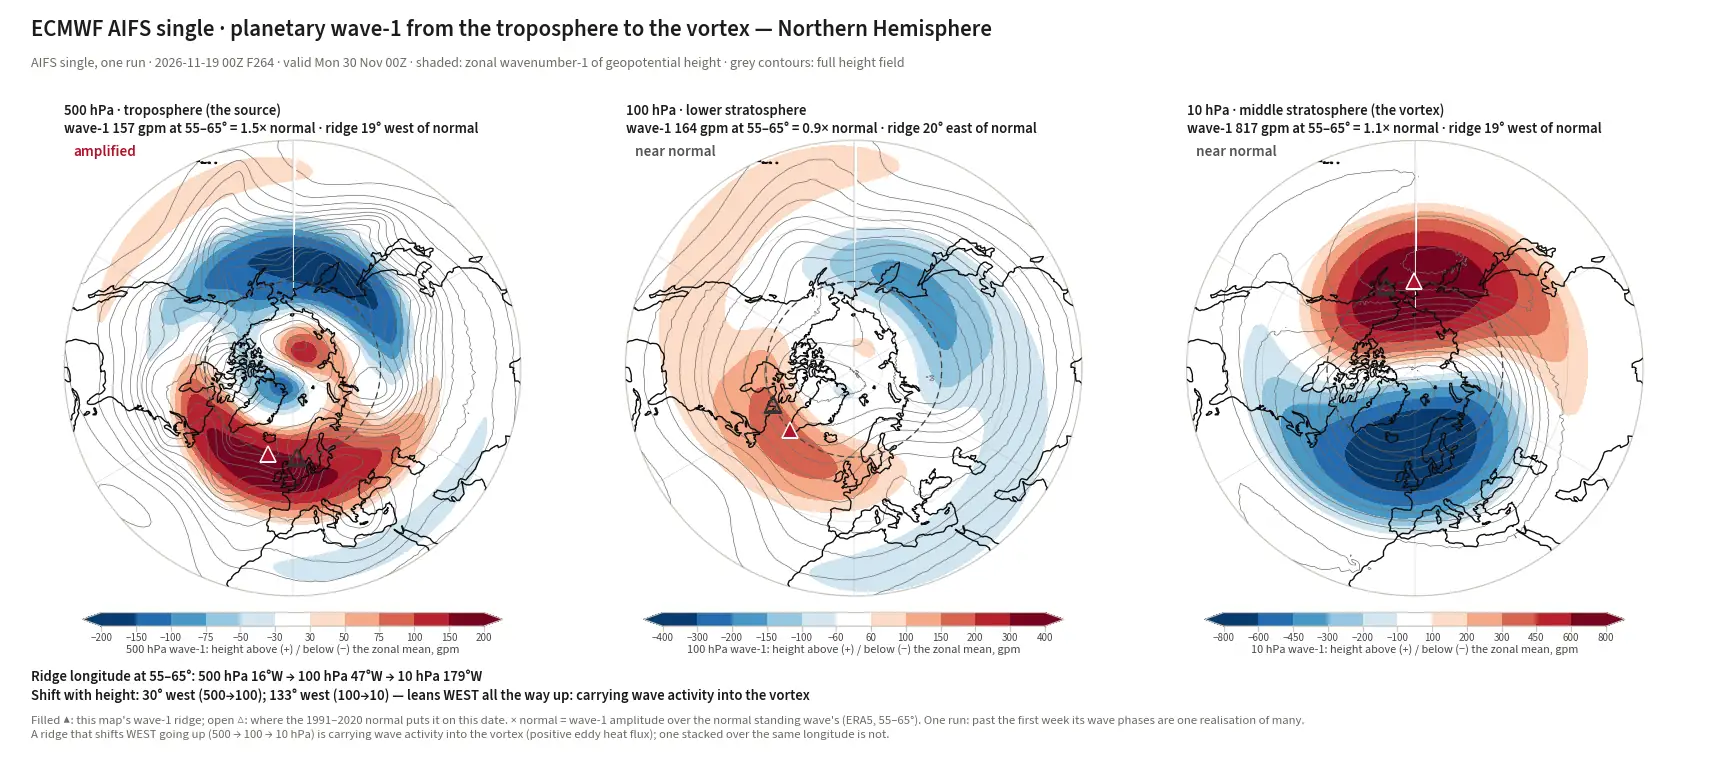 ECMWF AIFS single · planetary wave-1 from the troposphere to the vortex — Northern Hemisphere
AIFS single, one run · 2026-11-19 00Z F264 · valid Mon 30 Nov 00Z · shaded: zonal wavenumber-1 of geopotential height · grey contours: full height field
500 hPa · troposphere (the source)
wave-1 157 gpm at 55–65° = 1.5× normal · ridge 19° west of normal
amplified
100 hPa · lower stratosphere
wave-1 164 gpm at 55–65° = 0.9× normal · ridge 20° east of normal
near normal
10 hPa · middle stratosphere (the vortex)
wave-1 817 gpm at 55–65° = 1.1× normal · ridge 19° west of normal
near normal
−200 −150 −100 −75 −50 −30 30 50 75 100 150 200
500 hPa wave-1: height above (+) / below (−) the zonal mean, gpm
−400 −300 −200 −150 −100 −60 60 100 150 200 300 400
100 hPa wave-1: height above (+) / below (−) the zonal mean, gpm
−800 −600 −450 −300 −200 −100 100 200 300 450 600 800
10 hPa wave-1: height above (+) / below (−) the zonal mean, gpm
Ridge longitude at 55–65°: 500 hPa 16°W → 100 hPa 47°W → 10 hPa 179°W
Shift with height: 30° west (500→100); 133° west (100→10) — leans WEST all the way up: carrying wave activity into the vortex
Filled ▲: this map's wave-1 ridge; open △: where the 1991–2020 normal puts it on this date. × normal = wave-1 amplitude over the normal standing wave's (ERA5, 55–65°). One run: past the first week its wave phases are one realisation of many.
A ridge that shifts WEST going up (500 → 100 → 10 hPa) is carrying wave activity into the vortex (positive eddy heat flux); one stacked over the same longitude is not.